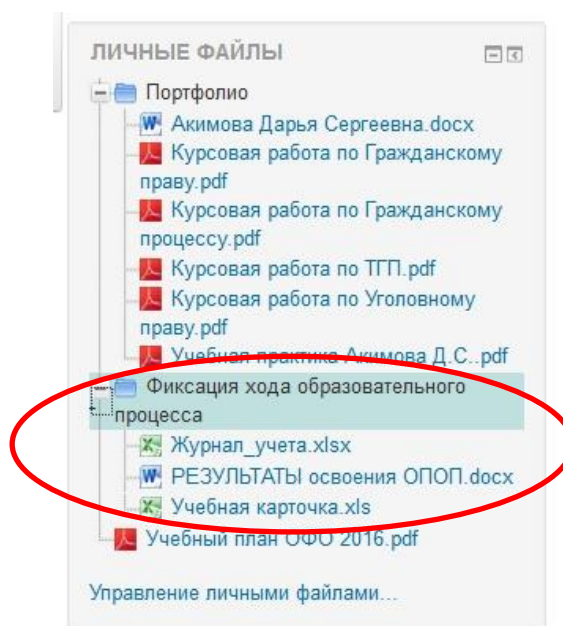 ЛИЧНЫЕ ФАЙЛЫ
Портфолио
Акимова Дарья Сергеевна.docx
Курсовая работа по Гражданскому
праву.pdf
Курсовая работа по Гражданскому
процессу.pdf
Курсовая работа по ТГП.pdf
Курсовая работа по Уголовному
праву.pdf
Учебная практика Акимова Д.С..pdf
Фиксация хода образовательного
процесса
Журнал_учета.xlsx
РЕЗУЛЬТАТЫ освоения ОПОП.docx
Учебная карточка.xls
Учебный план ОФО 2016.pdf
Управление личными файлами...